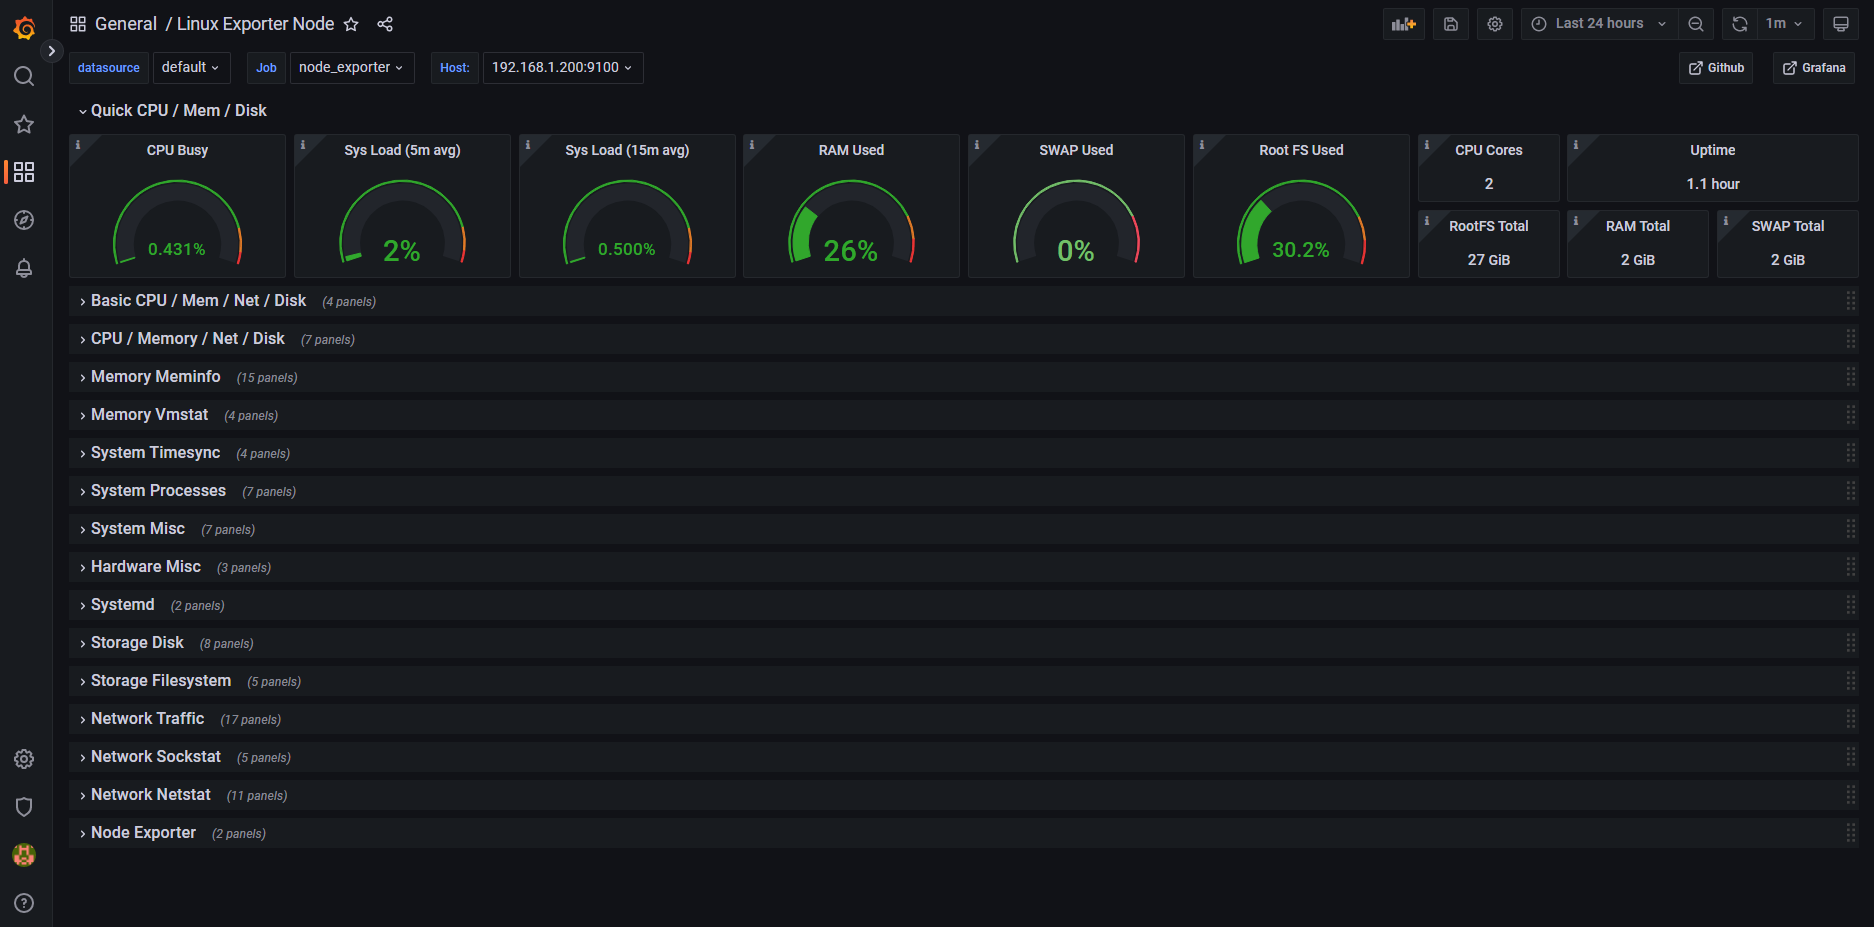 General / Linux Exporter Node
Last 24 hours
1m
datasource
default
Job
node_exporter
Host:
192.168.1.200:9100
Github
Grafana
Quick CPU / Mem / Disk
CPU Busy
0.431%
Sys Load (5m avg)
2%
Sys Load (15m avg)
0.500%
RAM Used
26%
SWAP Used
0%
Root FS Used
30.2%
CPU Cores
2
Uptime
1.1 hour
RootFS Total
27 GiB
RAM Total
2 GiB
SWAP Total
2 GiB
Basic CPU / Mem / Net / Disk (4 panels)
CPU / Memory / Net / Disk (7 panels)
Memory Meminfo (15 panels)
Memory Vmstat (4 panels)
System Timesync (4 panels)
System Processes (7 panels)
System Misc (7 panels)
Hardware Misc (3 panels)
Systemd (2 panels)
Storage Disk (8 panels)
Storage Filesystem (5 panels)
Network Traffic (17 panels)
Network Sockstat (5 panels)
Network Netstat (11 panels)
Node Exporter (2 panels)